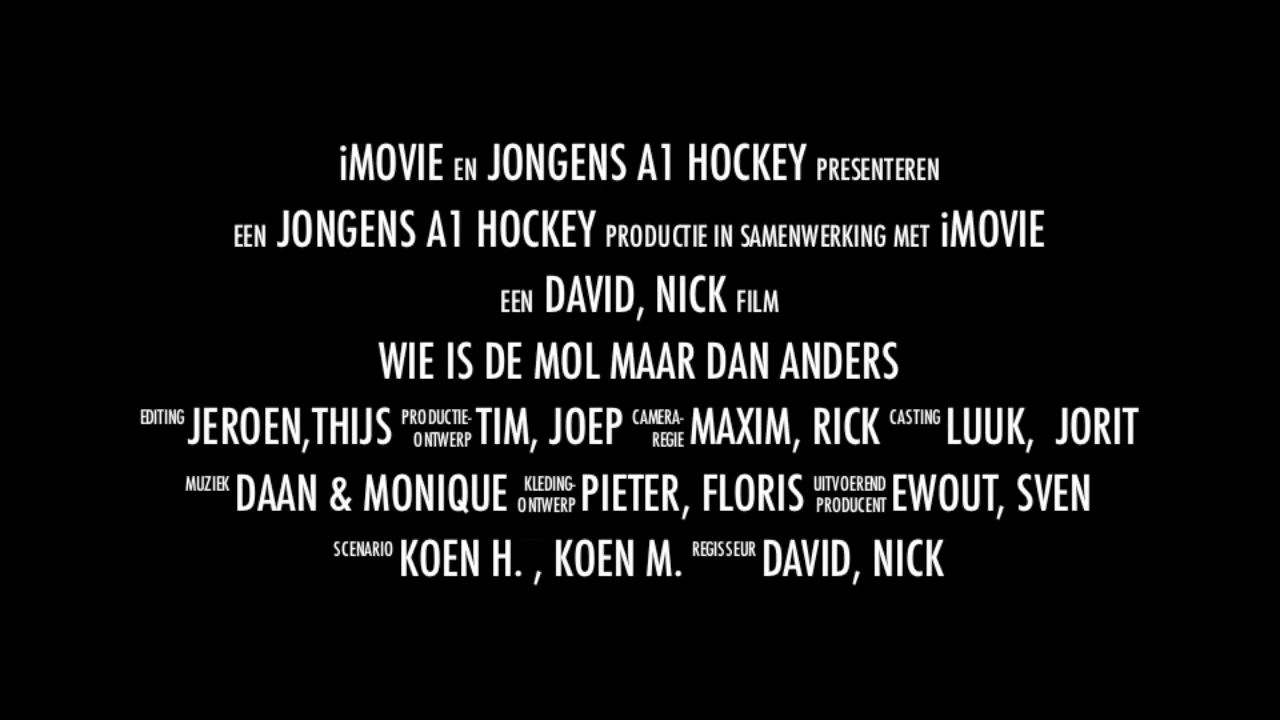 iMOVIE EN JONGENS A1 HOCKEY PRESENTEREN
EEN JONGENS A1 HOCKEY PRODUCTIE IN SAMENWERKING MET iMOVIE
EEN DAVID, NICK FILM
WIE IS DE MOL MAAR DAN ANDERS
EDITING JEROEN,THIJS PRODUCTIE-ONTWERP TIM, JOEP CAMERA-REGIE MAXIM, RICK CASTING LUUK, JORIT
MUZIEK DAAN & MONIQUE KLEDING-ONTWERP PIETER, FLORIS UITVOEREND PRODUCENT EWOUT, SVEN
SCENARIO KOEN H. , KOEN M. REGISSEUR DAVID, NICK